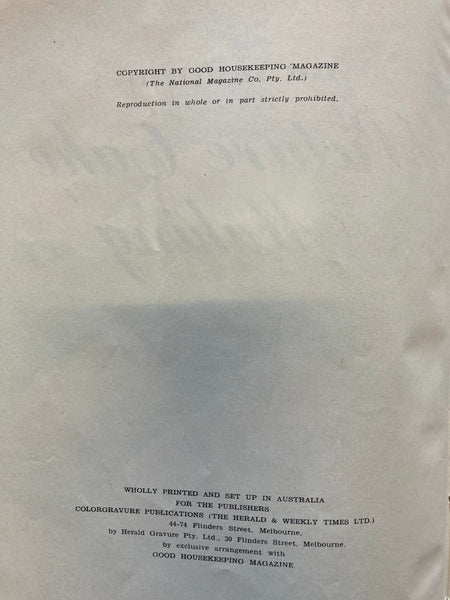 COPYRIGHT BY GOOD HOUSEKEEPING MAGAZINE
(The National Magazine Co. Pty. Ltd.)
Reproduction in whole or in part strictly prohibited.
WHOLLY PRINTED AND SET UP IN AUSTRALIA
FOR THE PUBLISHERS
COLORGRAVURE PUBLICATIONS (THE HERALD & WEEKLY TIMES LTD.)
44-74 Flinders Street, Melbourne,
by Herald Gravure Pty. Ltd., 30 Flinders Street, Melbourne.
by exclusive arrangement with
GOOD HOUSEKEEPING MAGAZINE